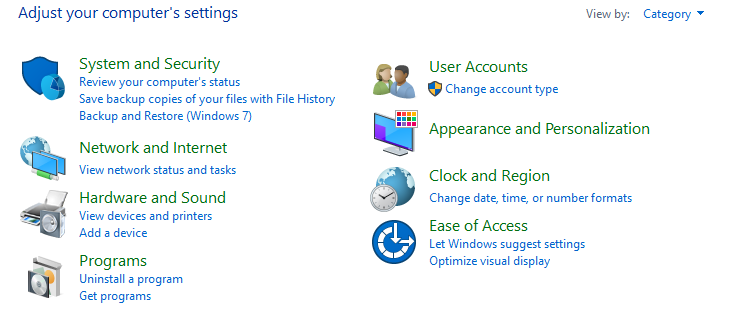 Adjust your computer's settings
View by: Category
System and Security
Review your computer's status
Save backup copies of your files with File History
Backup and Restore (Windows 7)
Network and Internet
View network status and tasks
Hardware and Sound
View devices and printers
Add a device
Programs
Uninstall a program
Get programs
User Accounts
Change account type
Appearance and Personalization
Clock and Region
Change date, time, or number formats
Ease of Access
Let Windows suggest settings
Optimize visual display